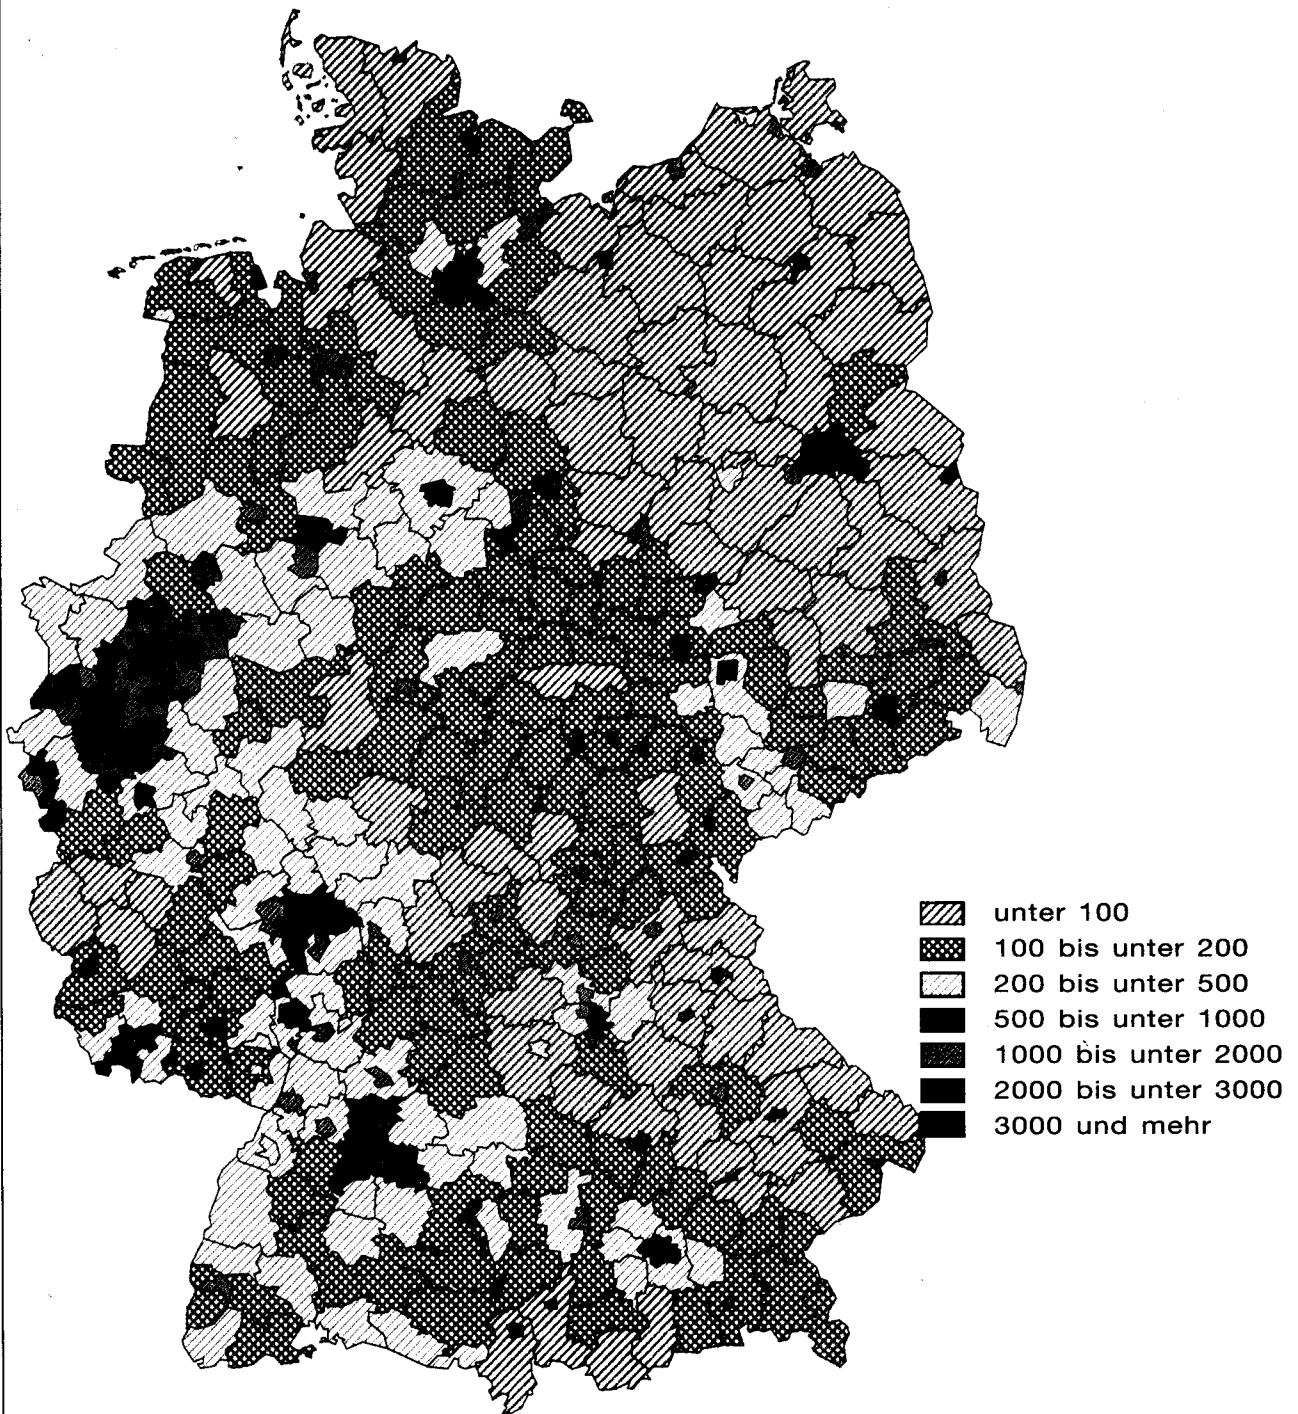 unter 100
100 bis unter 200
200 bis unter 500
500 bis unter 1000
1000 bis unter 2000
2000 bis unter 3000
3000 und mehr